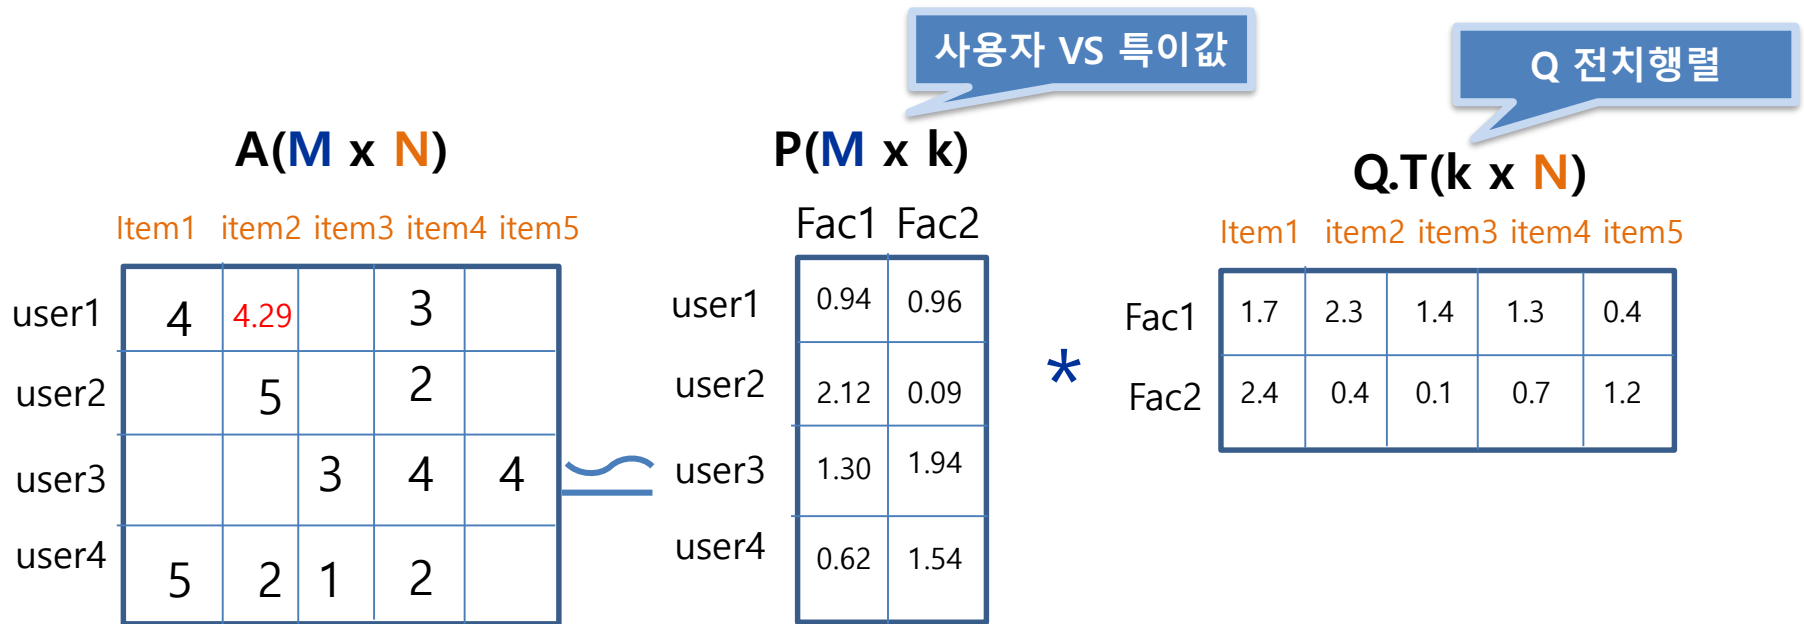 사용자 VS 특이값
Q 전치행렬
A(M x N)
P(M x k)
Q.T(k x N)
Item1 item2 item3 item4 item5
Fac1 Fac2
Item1 item2 item3 item4 item5
user1 4 4.29 3
user2 5 2
user3 3 4 4
user4 5 2 1 2
user1 0.94 0.96
user2 2.12 0.09
user3 1.30 1.94
user4 0.62 1.54
*
Fac1 1.7 2.3 1.4 1.3 0.4
Fac2 2.4 0.4 0.1 0.7 1.2